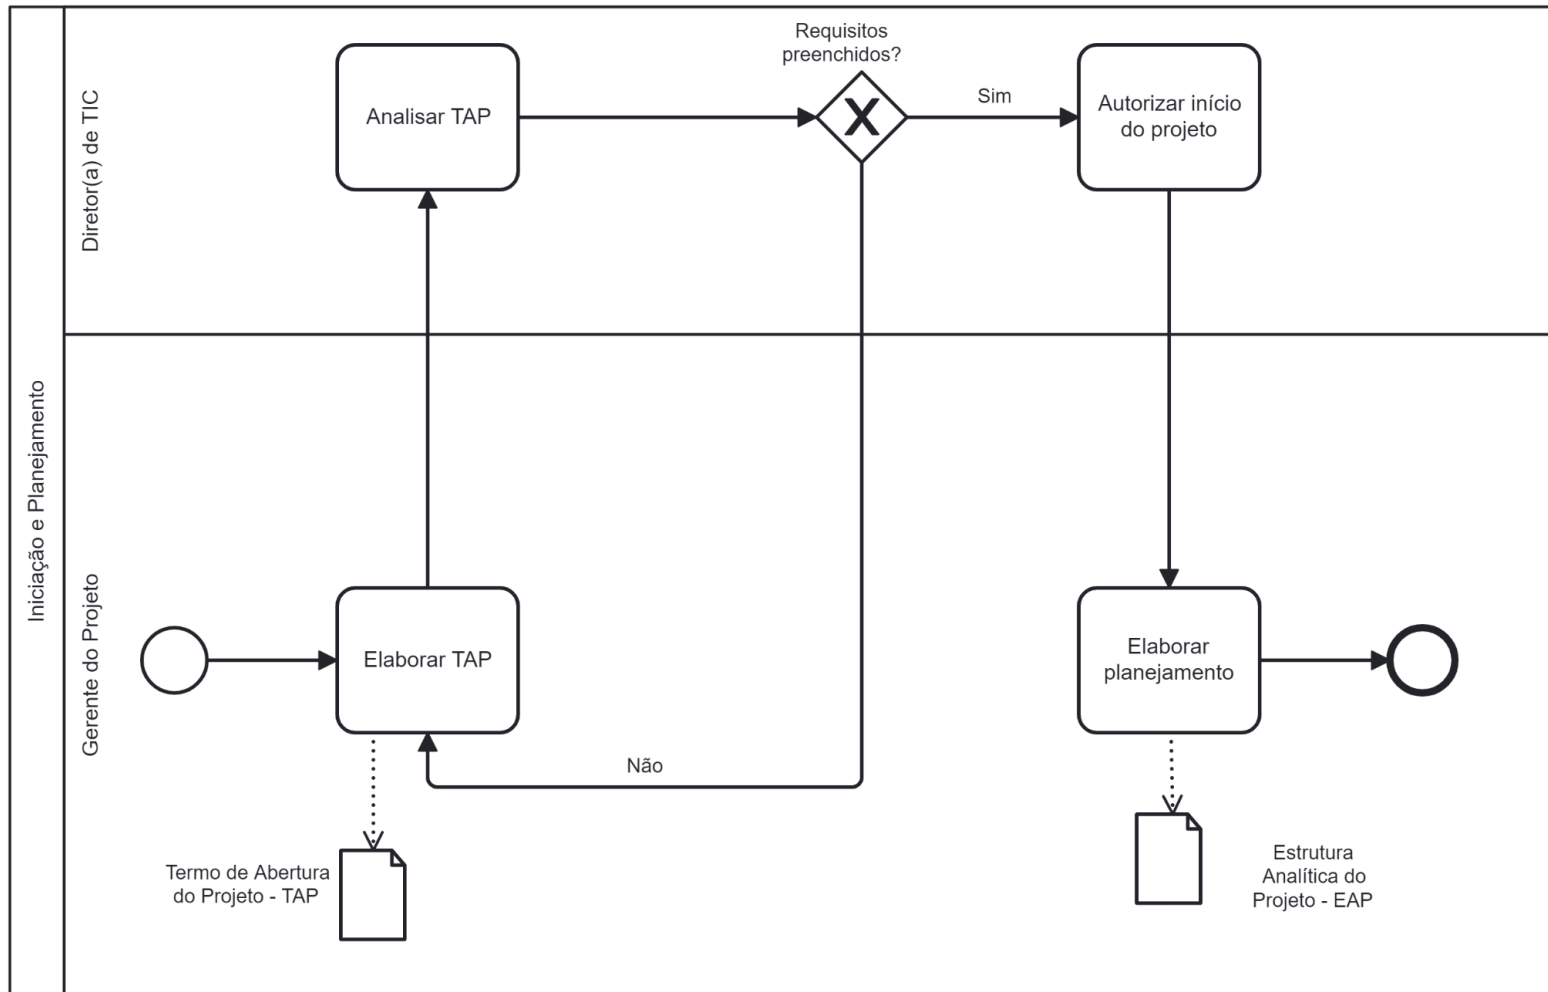 Iniciação e Planejamento
Diretor(a) de TIC
Analisar TAP
Requisitos
preenchidos?
Sim
Autorizar início
do projeto
Gerente do Projeto
Elaborar TAP
Não
Elaborar
planejamento
Termo de Abertura
do Projeto - TAP
Estrutura
Analítica do
Projeto - EAP